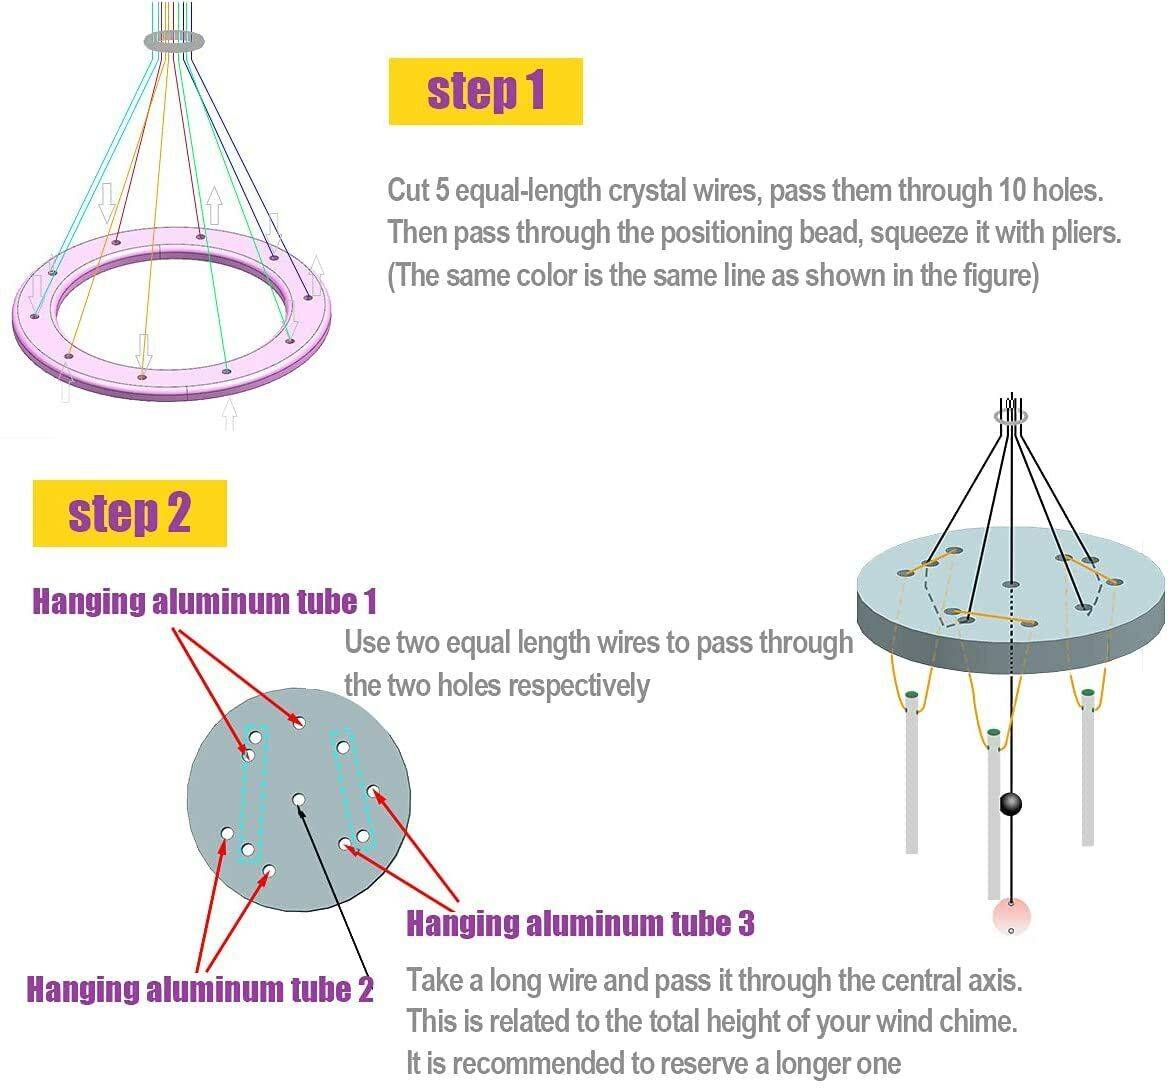 step 1
Cut 5 equal-length crystal wires, pass them through 10 holes.
Then pass through the positioning bead, squeeze it with pliers.
(The same color is the same line as shown in the figure)
step 2
Hanging aluminum tube 1
Use two equal length wires to pass through
the two holes respectively
Hanging aluminum tube 3
Hanging aluminum tube 2
Take a long wire and pass it through the central axis.
This is related to the total height of your wind chime.
It is recommended to reserve a longer one